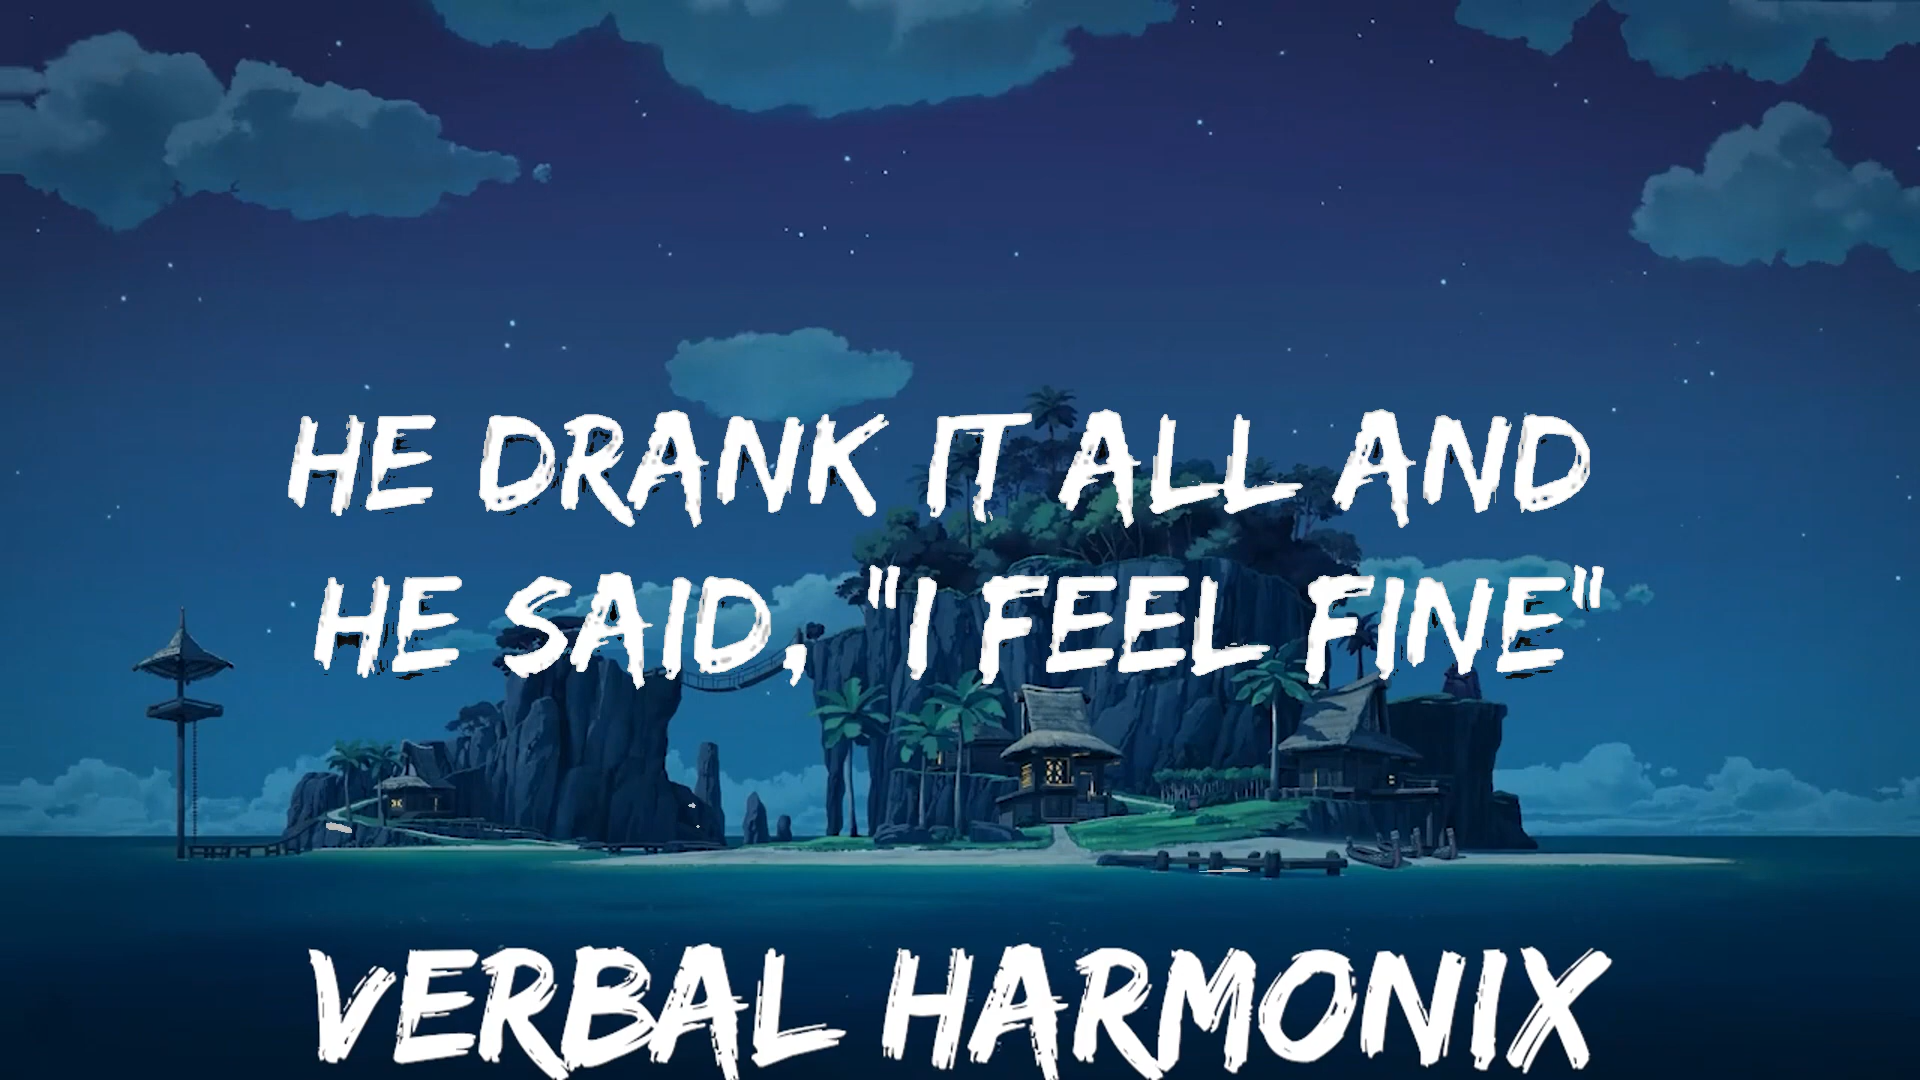 HE DRANK IT ALL AND
HE SAID, "I FEEL FINE"
VERBAL HARMONIX